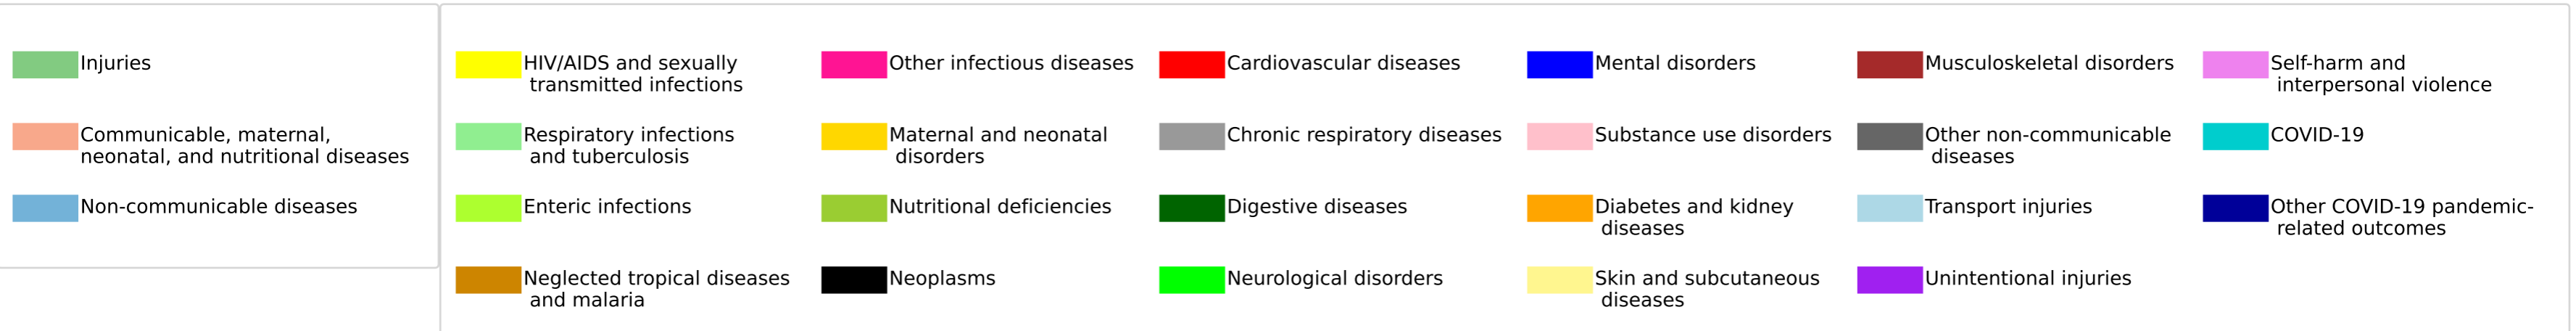 Injuries
Communicable, maternal,
neonatal, and nutritional diseases
Non-communicable diseases
HIV/AIDS and sexually
transmitted infections
Respiratory infections
and tuberculosis
Enteric infections
Neglected tropical diseases
and malaria
Other infectious diseases
Maternal and neonatal
disorders
Nutritional deficiencies
Neoplasms
Cardiovascular diseases
Chronic respiratory diseases
Digestive diseases
Neurological disorders
Mental disorders
Substance use disorders
Diabetes and kidney
diseases
Skin and subcutaneous
diseases
Musculoskeletal disorders
Other non-communicable
diseases
Transport injuries
Unintentional injuries
Self-harm and
interpersonal violence
COVID-19
Other COVID-19 pandemic-
related outcomes